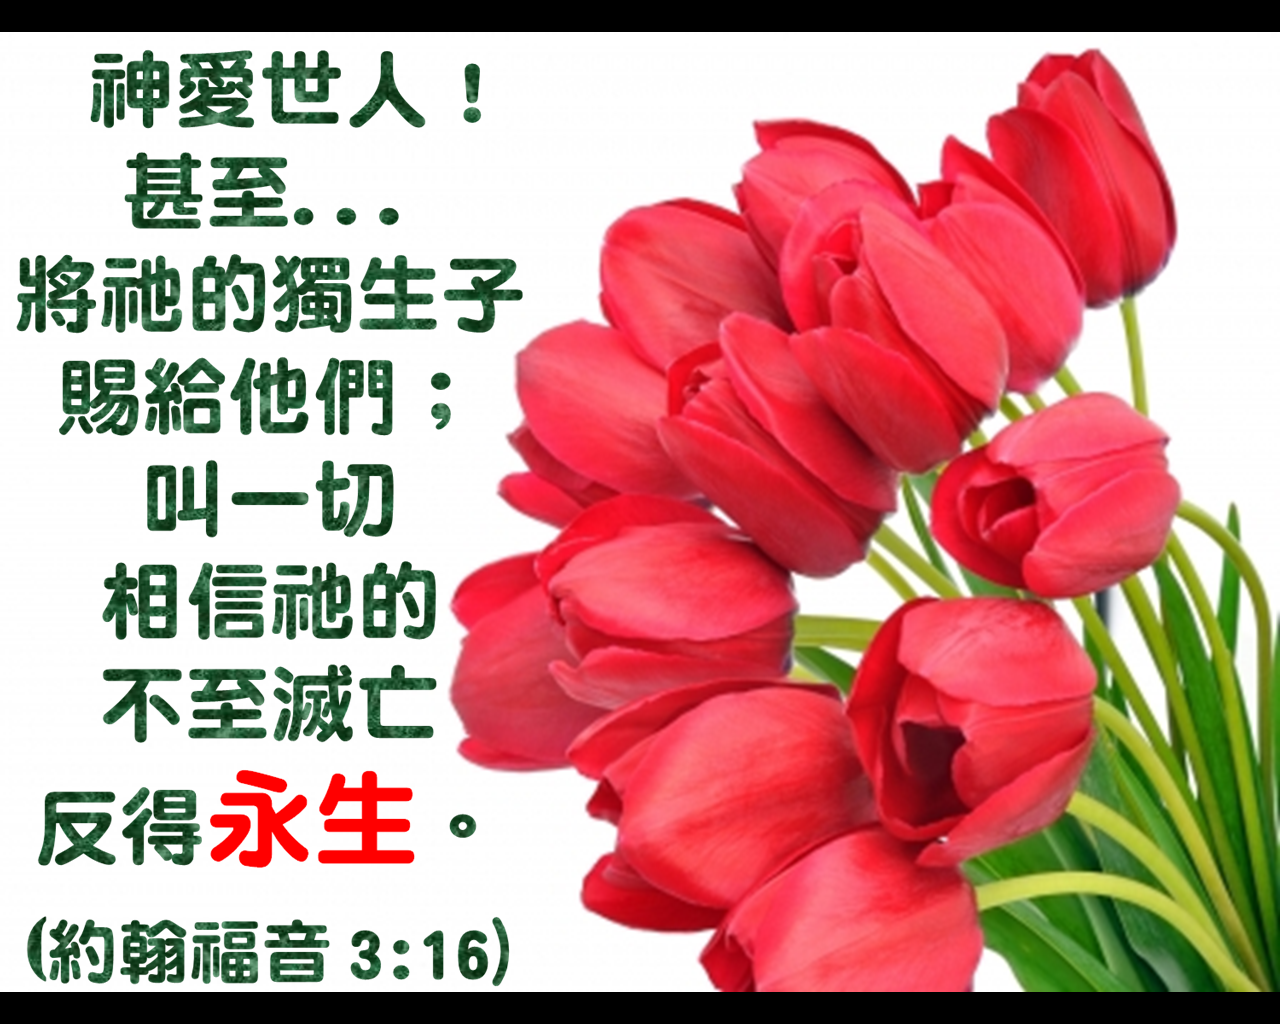 神愛世人！
甚至...
將祂的獨生子
賜給他們；
叫一切
相信祂的
不至滅亡
反得永生。
(約翰福音 3:16)